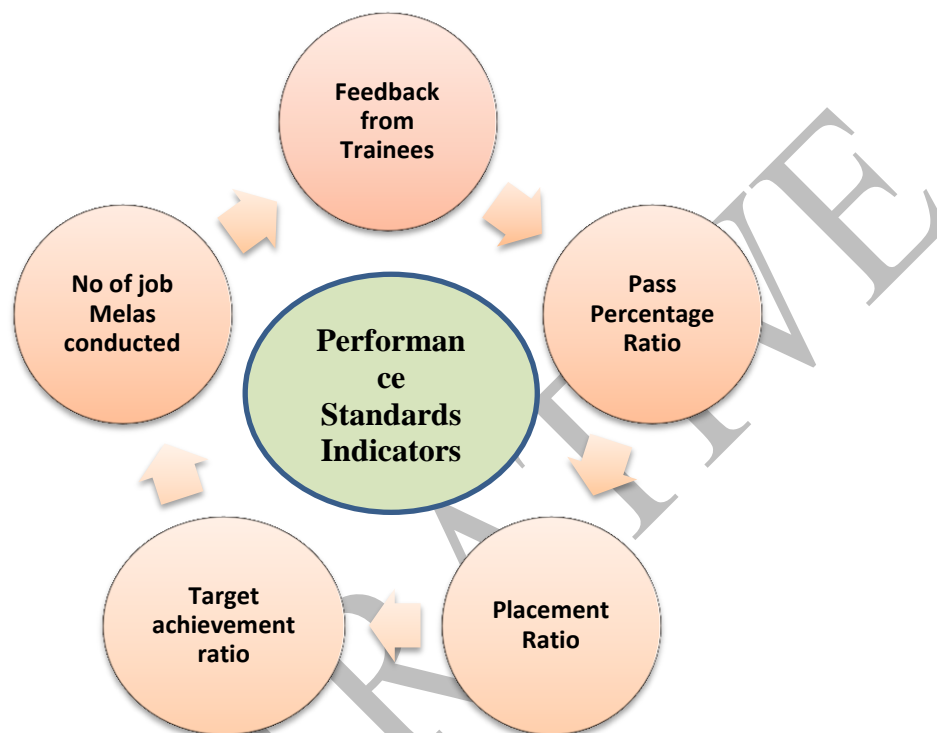 Feedback
from
Trainees
Pass
Percentage
Ratio
Placement
Ratio
Target
achievement
ratio
No of job
Melas
conducted
Performan
ce
Standards
Indicators